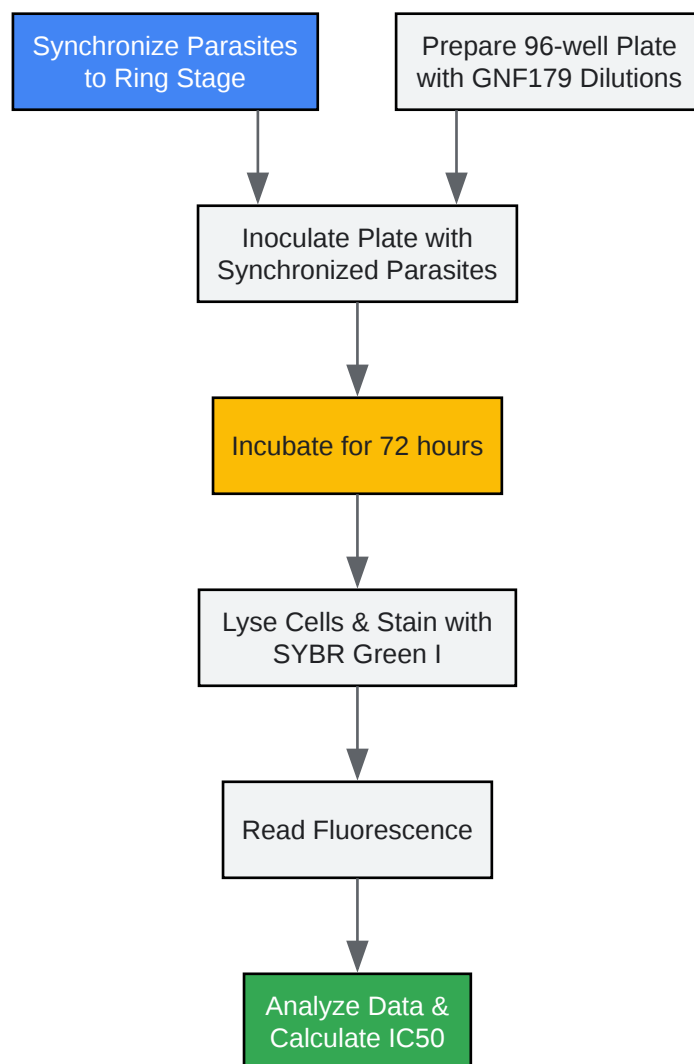 Synchronize Parasites
to Ring Stage
Prepare 96-well Plate
with GNF179 Dilutions
Inoculate Plate with
Synchronized Parasites
Incubate for 72 hours
Lyse Cells & Stain with
SYBR Green I
Read Fluorescence
Analyze Data &
Calculate IC50